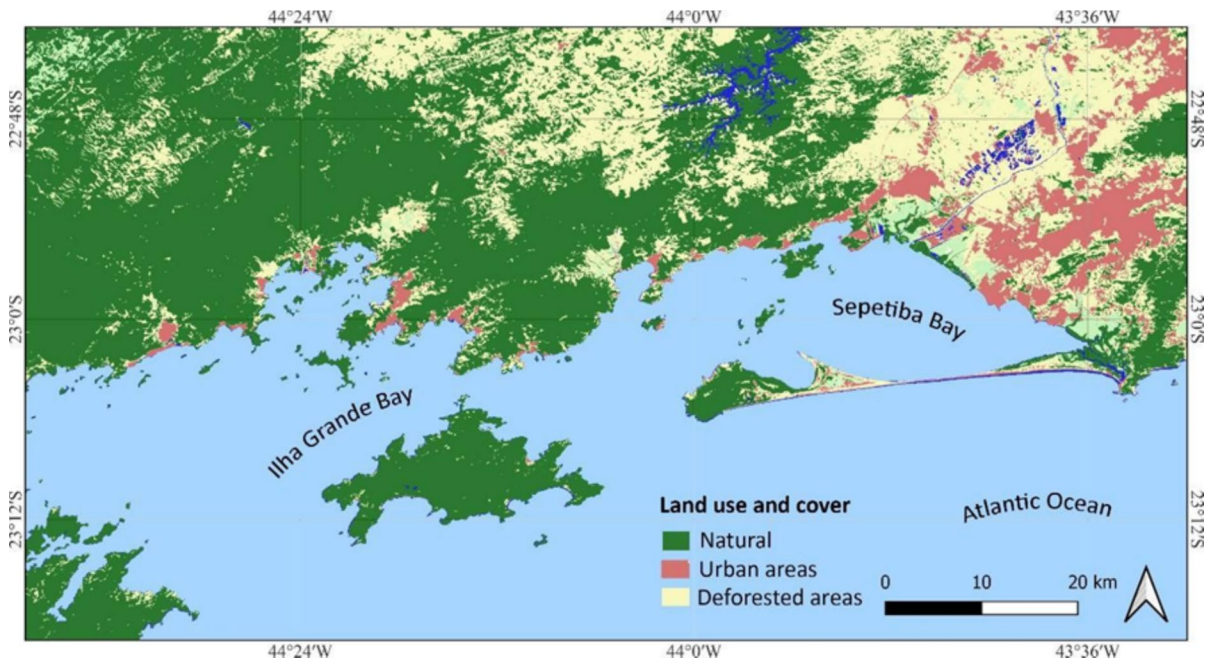 44°24'W 44°0'W 43°36'W
22°48'S 22°48'S
23°0'S 23°0'S
Sepetiba Bay
Ilha Grande Bay
23°12'S 23°12'S
Atlantic Ocean
Land use and cover
Natural
Urban areas
Deforested areas
0 10 20 km
44°24'W 44°0'W 43°36'W